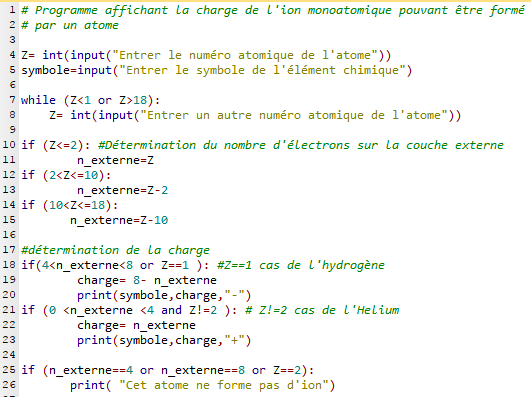 1 # Programme affichant la charge de l'ion monoatomique pouvant être formé
2 # par un atome
3
4 Z= int(input("Entrer le numéro atomique de l'atome"))
5 symbole=input("Entrer le symbole de l'élément chimique")
6
7 while (Z<1 or Z>18):
8     Z= int(input("Entrer un autre numéro atomique de l'atome"))
9
10 if (Z<=2): #Détermination du nombre d'électrons sur la couche externe
11         n_externe=Z
12 if (2<Z<=10):
13         n_externe=Z-2
14 if (10<Z<=18):
15        n_externe=Z-10
16
17 #détermination de la charge
18 if(4<n_externe<8 or Z==1 ): #Z==1 cas de l'hydrogène
19         charge= 8- n_externe
20         print(symbole,charge,"-")
21 if (0 <n_externe <4 and Z!=2 ): # Z!=2 cas de l'Helium
22         charge= n_externe
23         print(symbole,charge,"+")
24
25 if (n_externe==4 or n_externe==8 or Z==2):
26        print( "Cet atome ne forme pas d'ion")